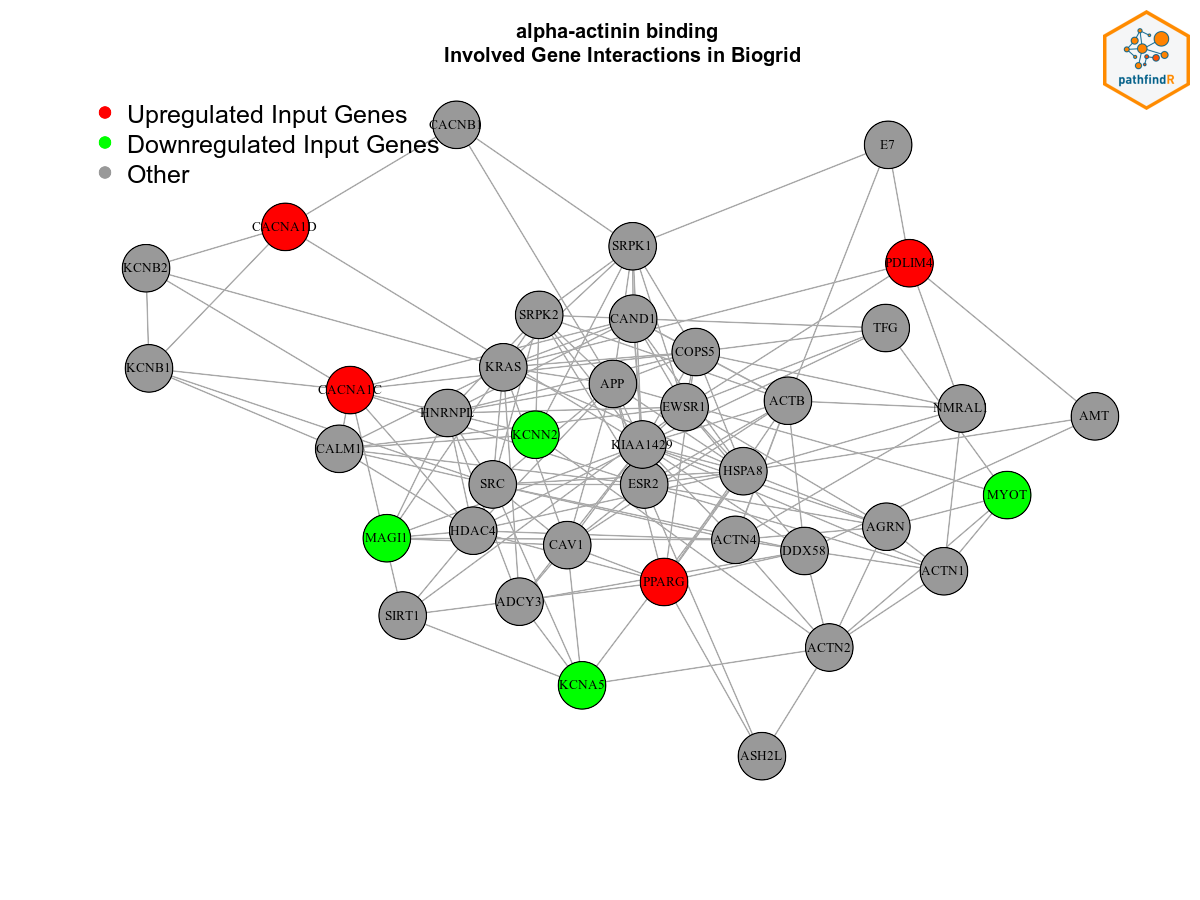 alpha-actinin binding
Involved Gene Interactions in Biogrid
pathfindR
Upregulated Input Genes
Downregulated Input Genes
Other
CACNB1
E7
CACNA1D
SRPK1
KCNB2
PDLIM4
SRPK2
CAND1
TFG
COPS5
KCNB1
KRAS
CACNA1C
APP
ACTB
EWSR1
NMRAL1
HNRNPL
AMT
KCNN2
KIAA1429
CALM1
HSPA8
SRC
ESR2
MYOT
AGRN
HDAC4
MAGI1
CAV1
ACTN4
DDX58
ACTN1
PPARG
ADCY3
SIRT1
ACTN2
KCNA5
ASH2L